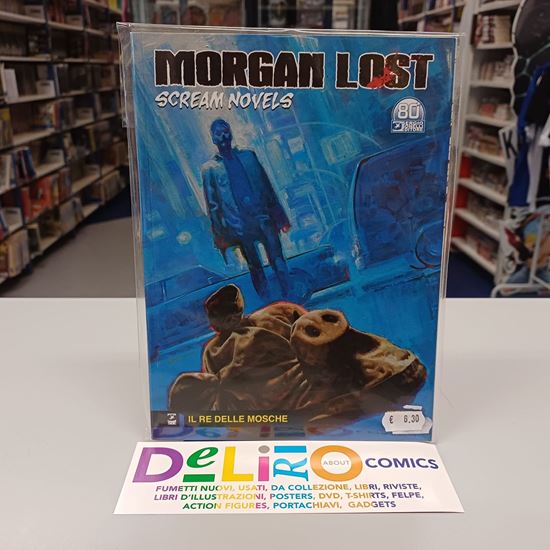 MORGAN LOST
SCREAM NOVELS
80
IL RE DELLE MOSCHE
€ 6,30
DeLiRiO ABOUT COMICS
FUMETTI NUOVI, USATI, DA COLLEZIONE, LIBRI, RIVISTE,
LIBRI D'ILLUSTRAZIONI, POSTERS, DVD, T-SHIRTS, FELPE,
ACTION FIGURES, PORTACHIAVI, GADGETS